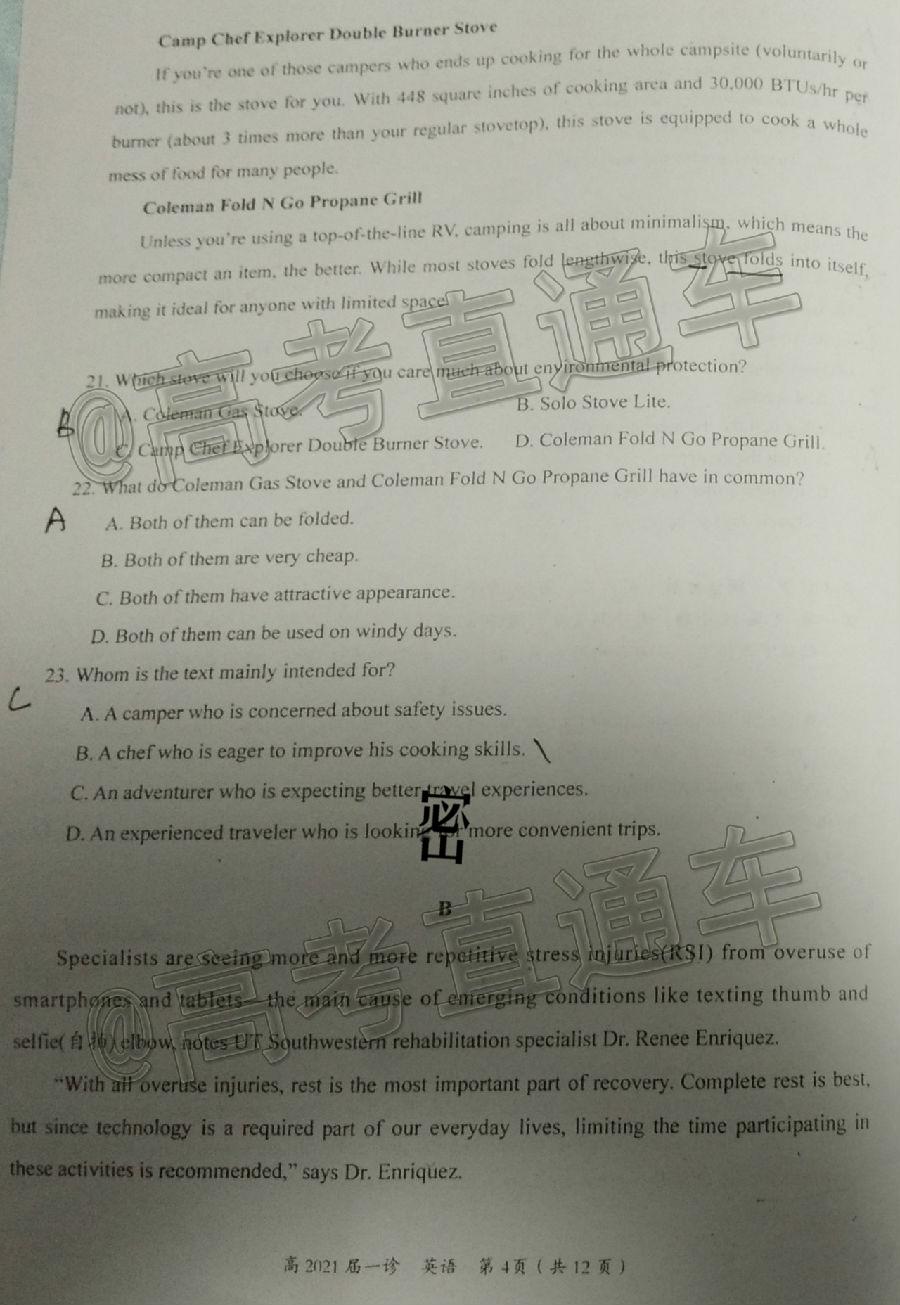 Camp Chef Explorer Double Burner Stove
If you're one of those campers who ends up cooking for the whole campsite (voluntarily or
not), this is the stove for you. With 448 square inches of cooking area and 30,000 BTUs/hr per
burner (about 3 times more than your regular stovetop), this stove is equipped to cook a whole
mess of food for many people.
Coleman Fold N Go Propane Grill
Unless you're using a top-of-the-line RV, camping is all about minimalism, which means the
more compact an item, the better. While most stoves fold lengthwise, this stove folds into itself,
making it ideal for anyone with limited space.
@高考直通车
21. Which stove will you choose if you care much about environmental protection?
B
A. Coleman Gas Stove. B. Solo Stove Lite.
C. Camp Chef Explorer Double Burner Stove. D. Coleman Fold N Go Propane Grill.
22. What do Coleman Gas Stove and Coleman Fold N Go Propane Grill have in common?
A
A. Both of them can be folded.
B. Both of them are very cheap.
C. Both of them have attractive appearance.
D. Both of them can be used on windy days.
23. Whom is the text mainly intended for?
C
A. A camper who is concerned about safety issues.
B. A chef who is eager to improve his cooking skills.
C. An adventurer who is expecting better travel experiences.
D. An experienced traveler who is looking for more convenient trips.
密
B
@高考直通车
Specialists are seeing more and more repetitive stress injuries(RSI) from overuse of
smartphones and tablets—the main cause of emerging conditions like texting thumb and
selfie(自拍) elbow, notes UT Southwestern rehabilitation specialist Dr. Renee Enriquez.
"With all overuse injuries, rest is the most important part of recovery. Complete rest is best,
but since technology is a required part of our everyday lives, limiting the time participating in
these activities is recommended," says Dr. Enriquez.
高 2021 届一诊 英语 第 4页（共 12 页）